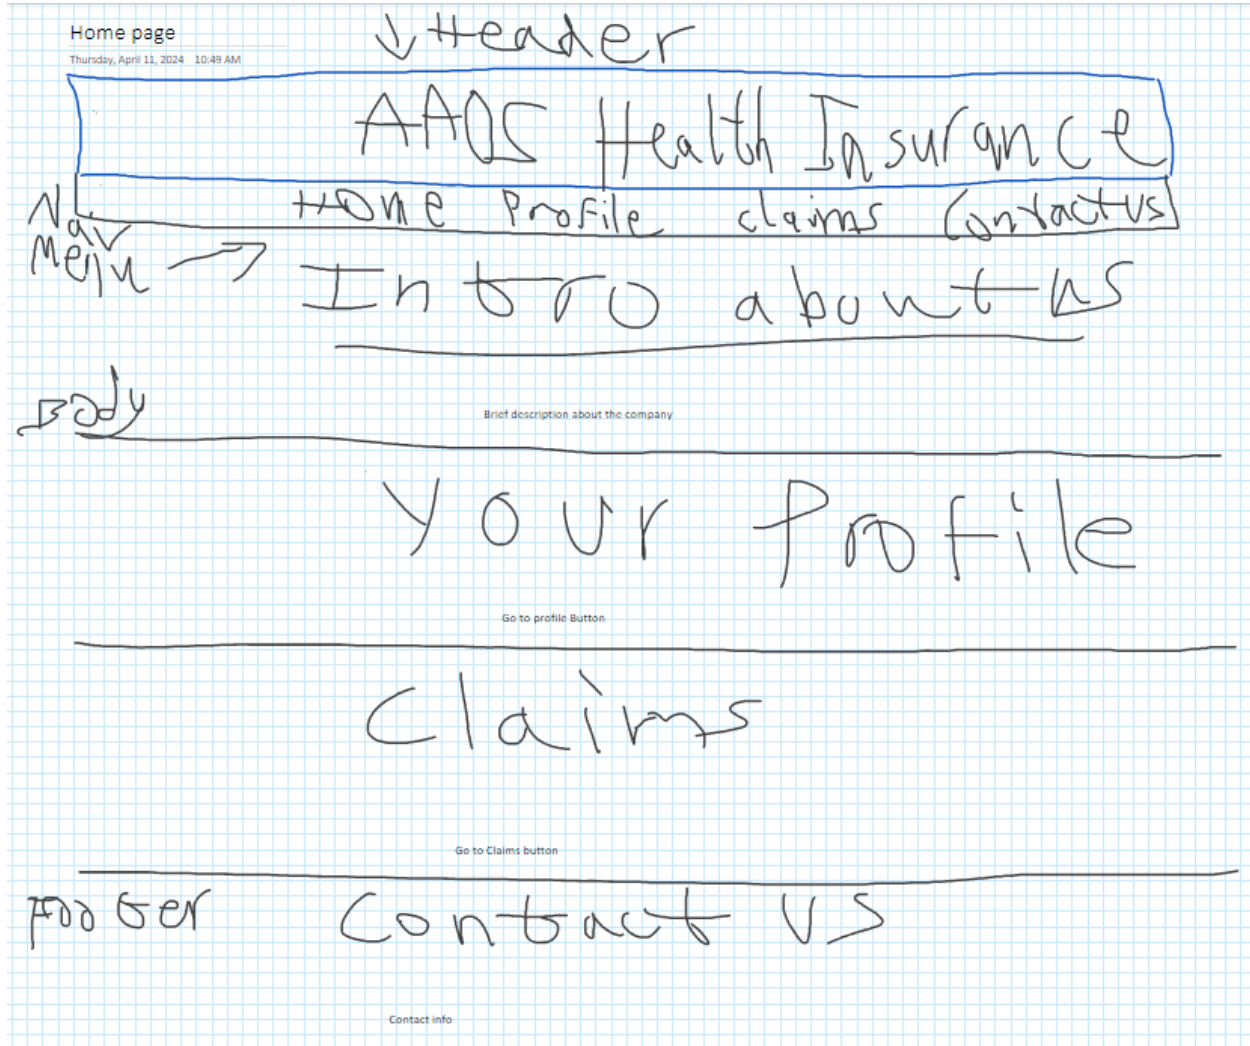 Home page
Thursday, April 11, 2024 10:49 AM
Header
AAQS Health Insurance
Home Profile claims Contact us
Nav
Menu
Intro about us
Body
Brief description about the company
Your Profile
Go to profile Button
Claims
Go to Claims button
Footer Contact US
Contact info